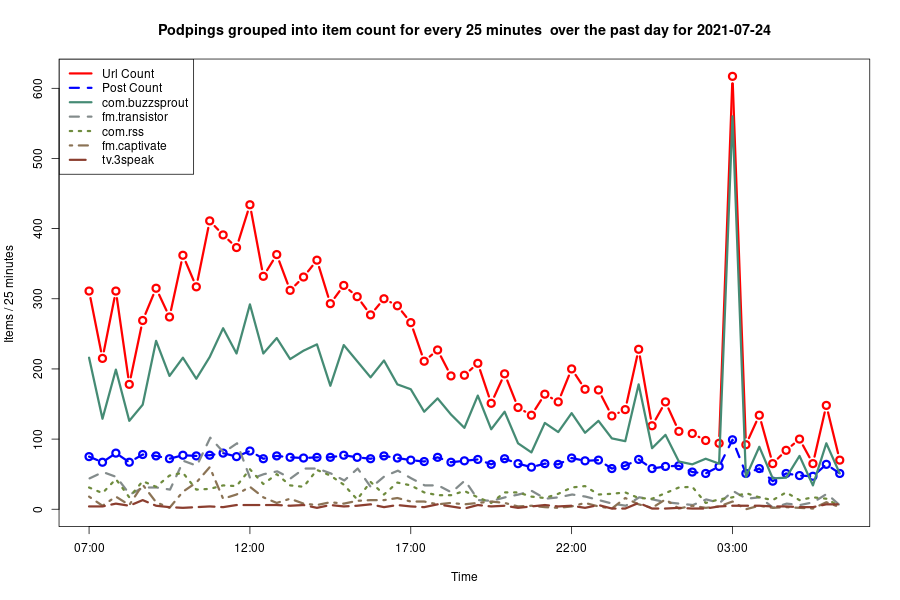 Podpings grouped into item count for every 25 minutes  over the past day for 2021-07-24
Url Count
Post Count
com.buzzsprout
fm.transistor
com.rss
fm.captivate
tv.3speak
Items / 25 minutes
600
500
400
300
200
100
0
07:00 12:00 17:00 22:00 03:00
Time